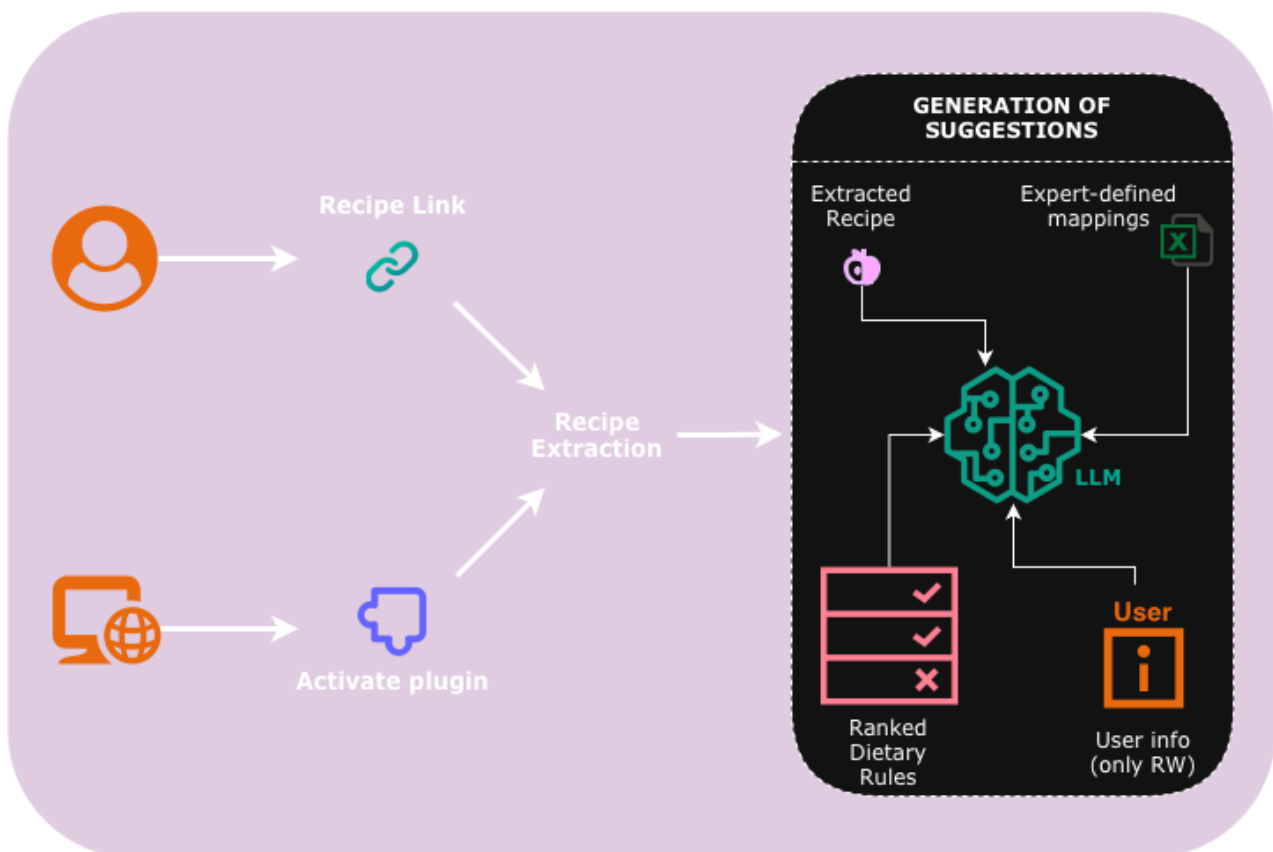 GENERATION OF
SUGGESTIONS
Recipe Link
Extracted
Recipe
Expert-defined
mappings
X
Recipe
Extraction
LLM
Activate plugin
User
i
Ranked
Dietary
Rules
User info
(only RW)